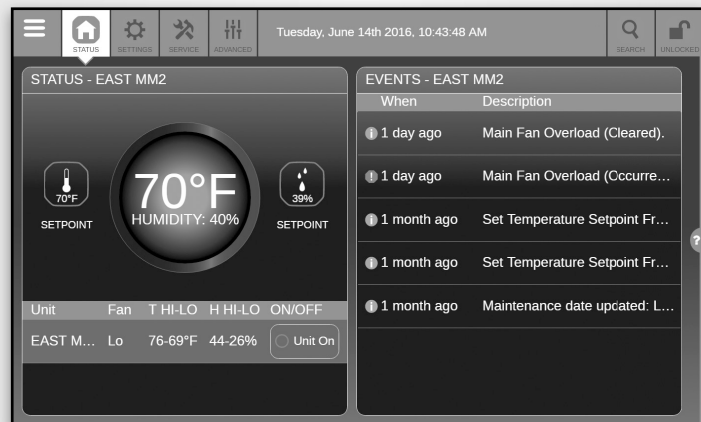 STATUS
SETTINGS
SERVICE
ADVANCED
Tuesday, June 14th 2016, 10:43:48 AM
SEARCH
UNLOCKED
STATUS - EAST MM2
70°F
SETPOINT
70°F
HUMIDITY: 40%
39%
SETPOINT
Unit Fan T HI-LO H HI-LO ON/OFF
EAST M... Lo 76-69°F 44-26% Unit On
EVENTS - EAST MM2
When Description
1 day ago Main Fan Overload (Cleared).
1 day ago Main Fan Overload (Occurre...
1 month ago Set Temperature Setpoint Fr...
1 month ago Set Temperature Setpoint Fr...
1 month ago Maintenance date updated: L...
?